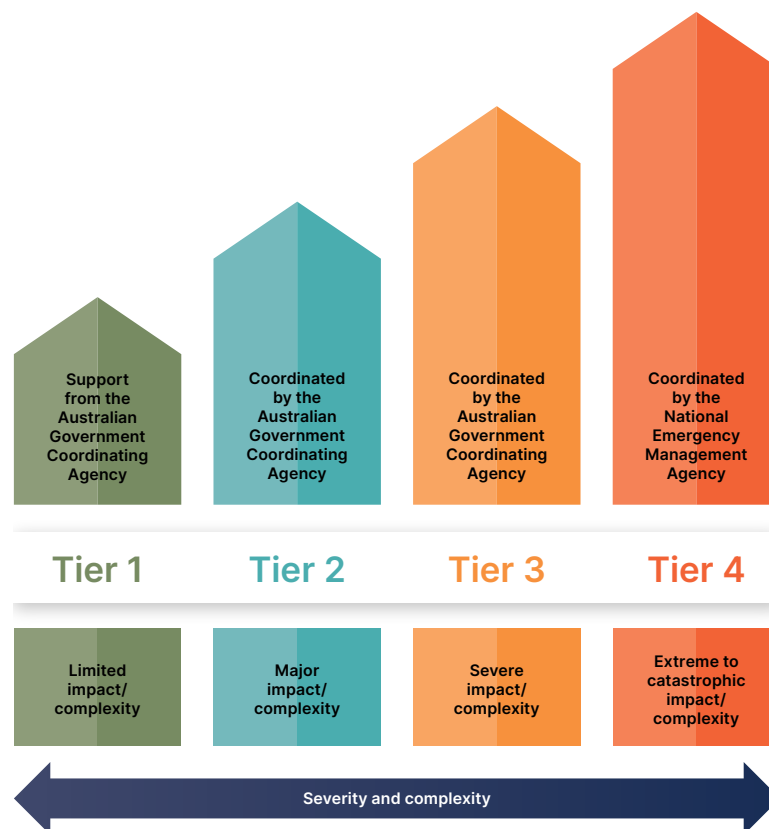 Support
from the
Australian
Government
Coordinating
Agency
Coordinated
by the
Australian
Government
Coordinating
Agency
Coordinated
by the
Australian
Government
Coordinating
Agency
Coordinated
by the
National
Emergency
Management
Agency
Tier 1
Tier 2
Tier 3
Tier 4
Limited
impact/
complexity
Major
impact/
complexity
Severe
impact/
complexity
Extreme to
catastrophic
impact/
complexity
Severity and complexity